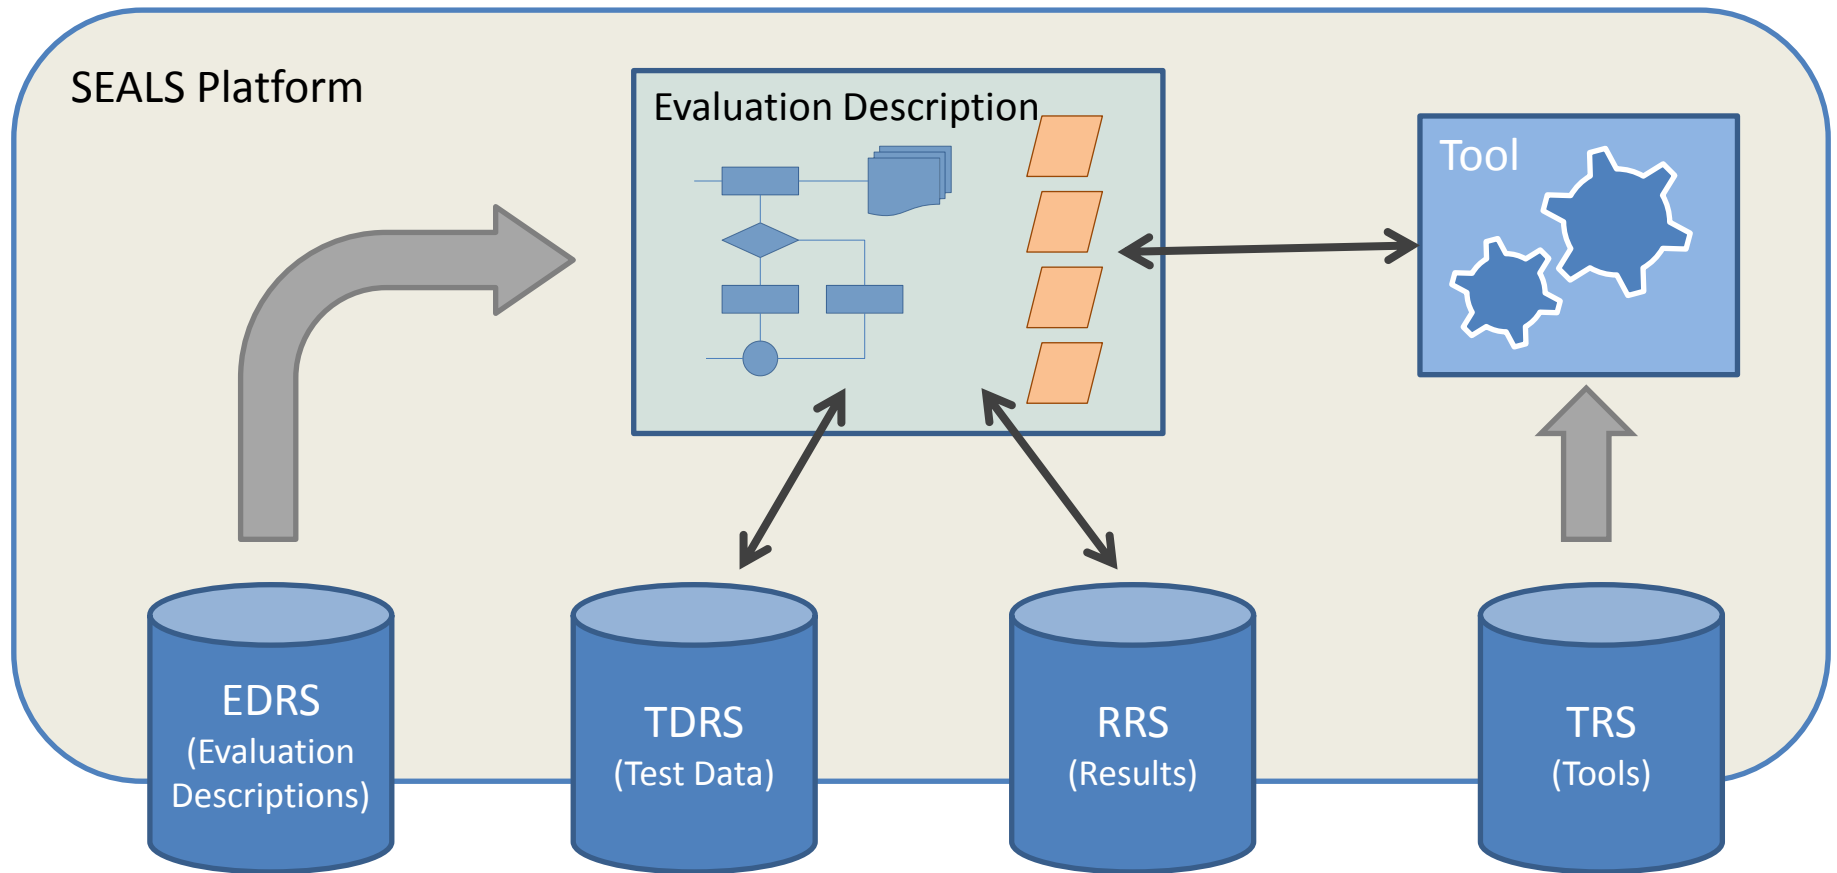 SEALS Platform
Evaluation Description
Tool
EDRS
(Evaluation
Descriptions)
TDRS
(Test Data)
RRS
(Results)
TRS
(Tools)